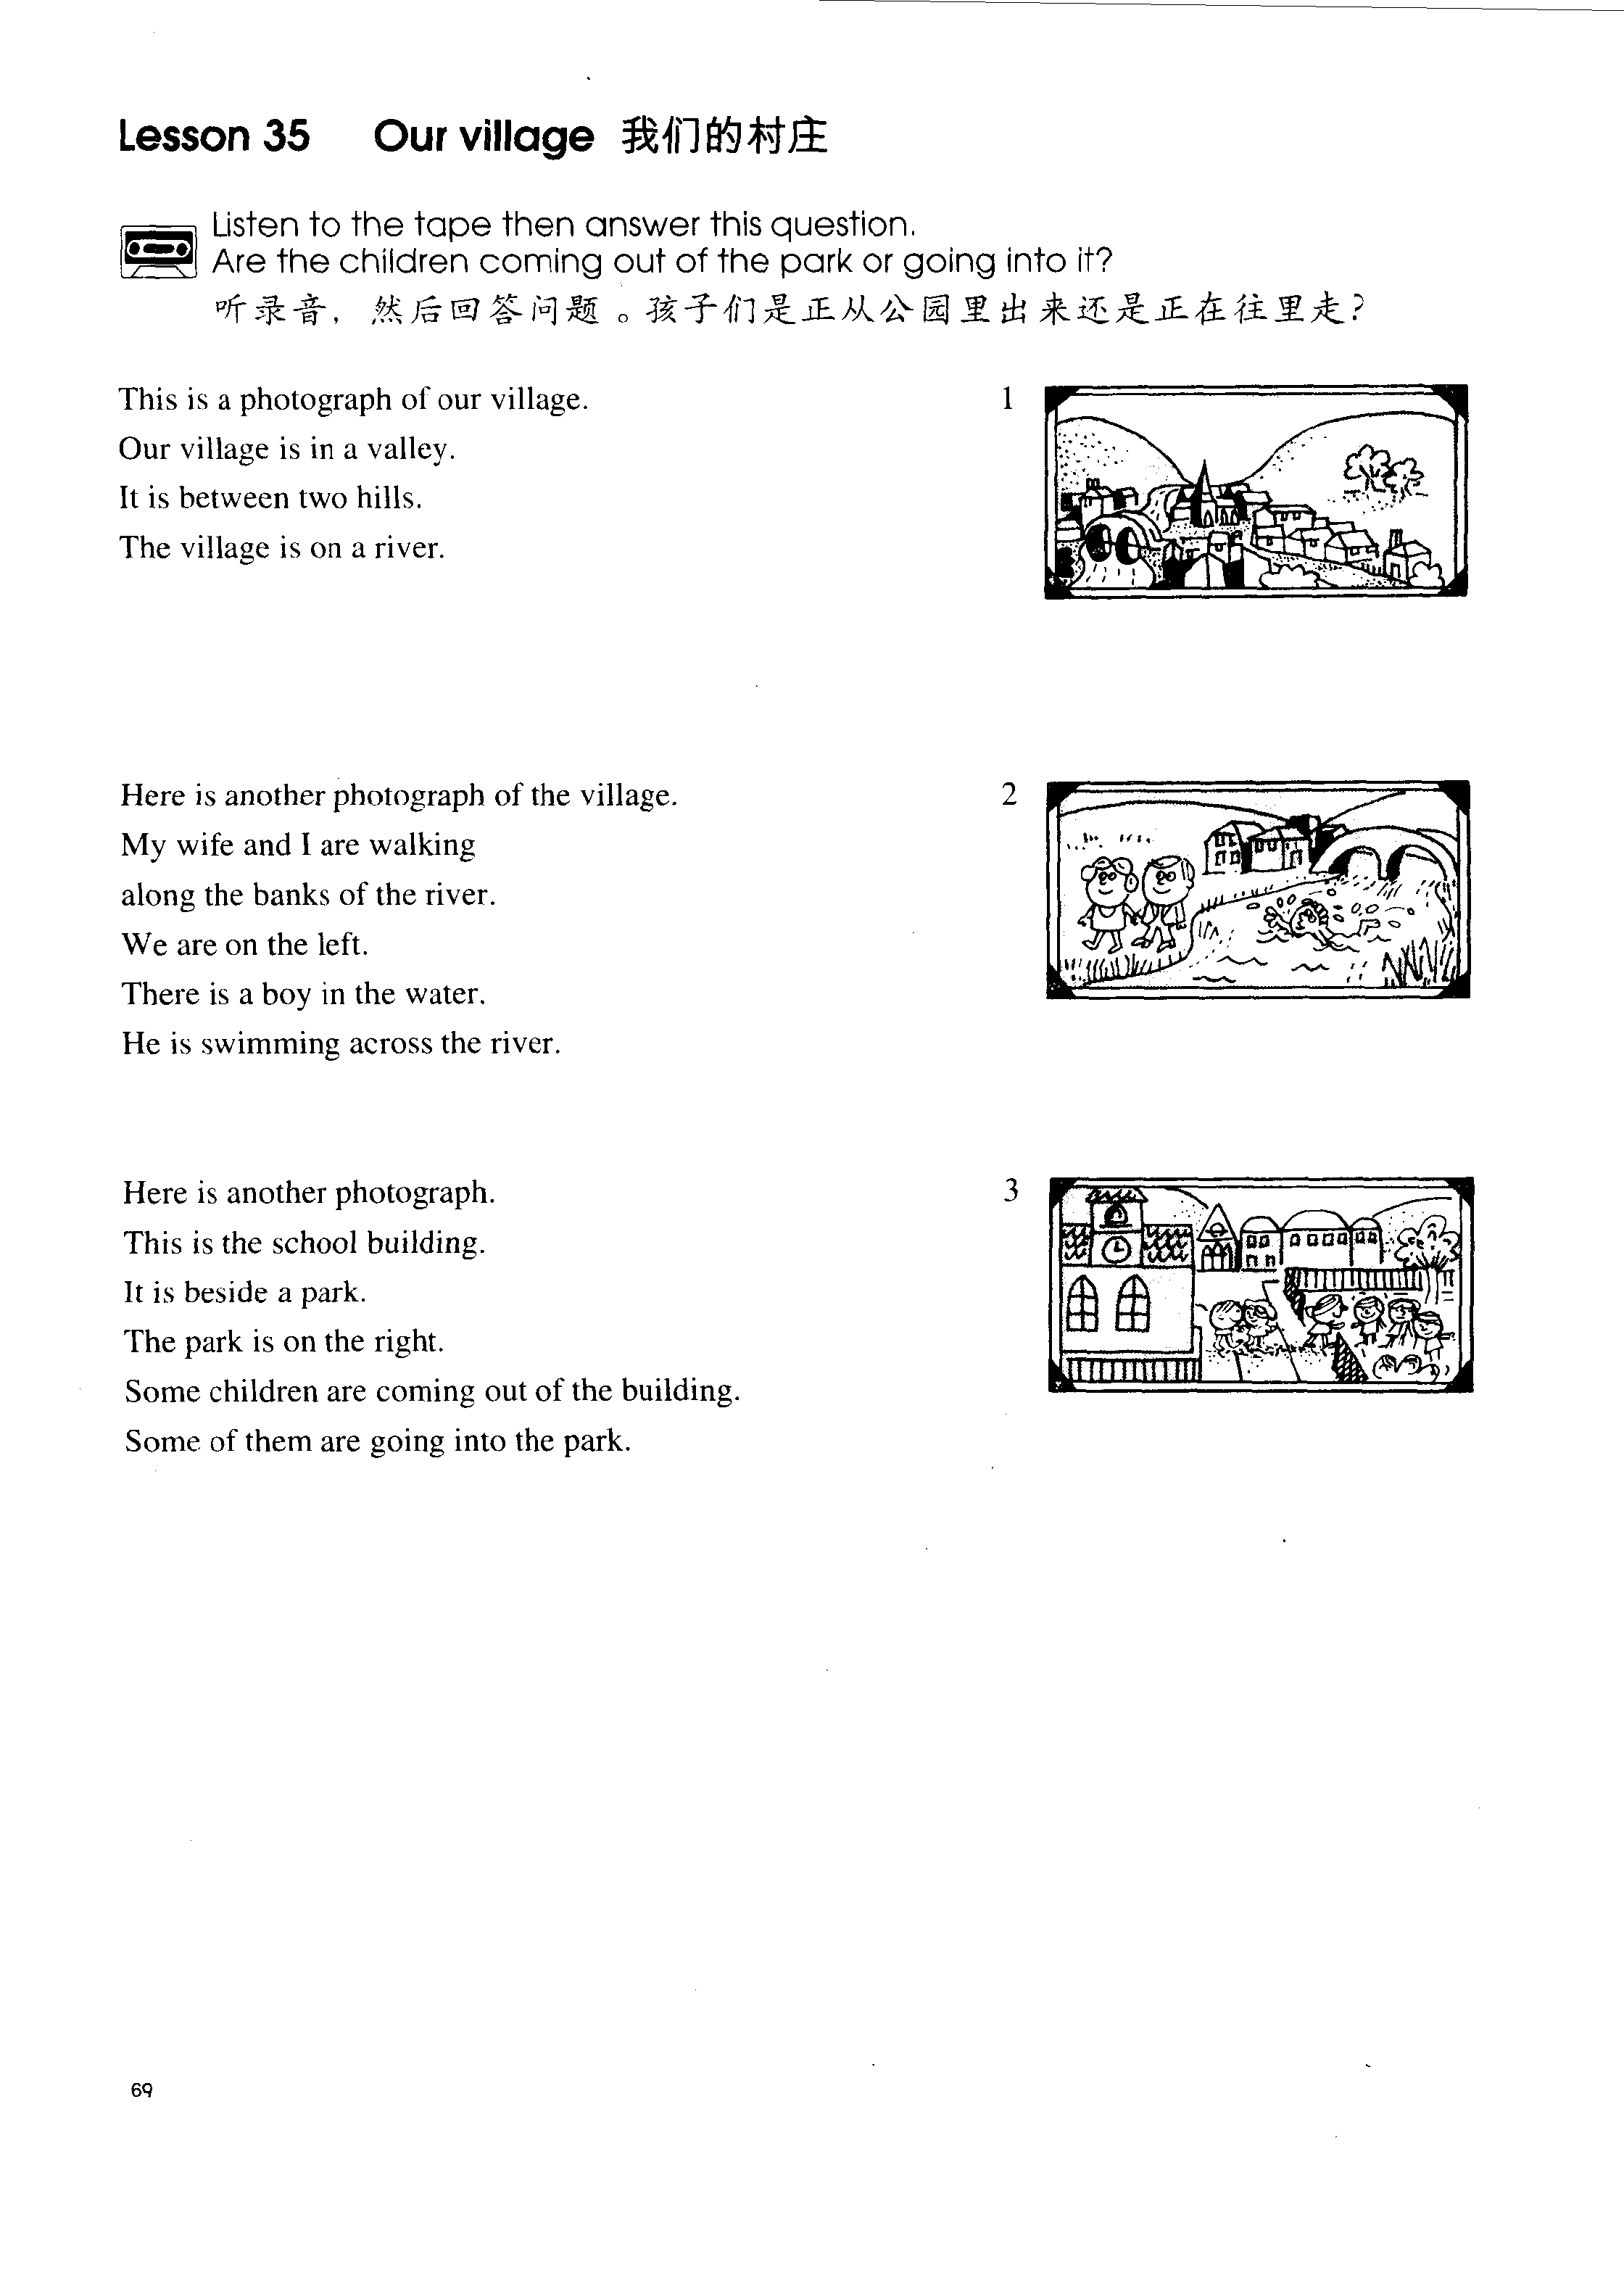 Lesson 35 Our village 我们的村庄
Listen to the tape then answer this question.
Are the children coming out of the park or going into it?
听录音，然后回答问题。孩子们是正从公园里出来还是正在往里走？
This is a photograph of our village.
Our village is in a valley.
It is between two hills.
The village is on a river.
1
Here is another photograph of the village.
My wife and I are walking
along the banks of the river.
We are on the left.
There is a boy in the water.
He is swimming across the river.
2
Here is another photograph.
This is the school building.
It is beside a park.
The park is on the right.
Some children are coming out of the building.
Some of them are going into the park.
3
69